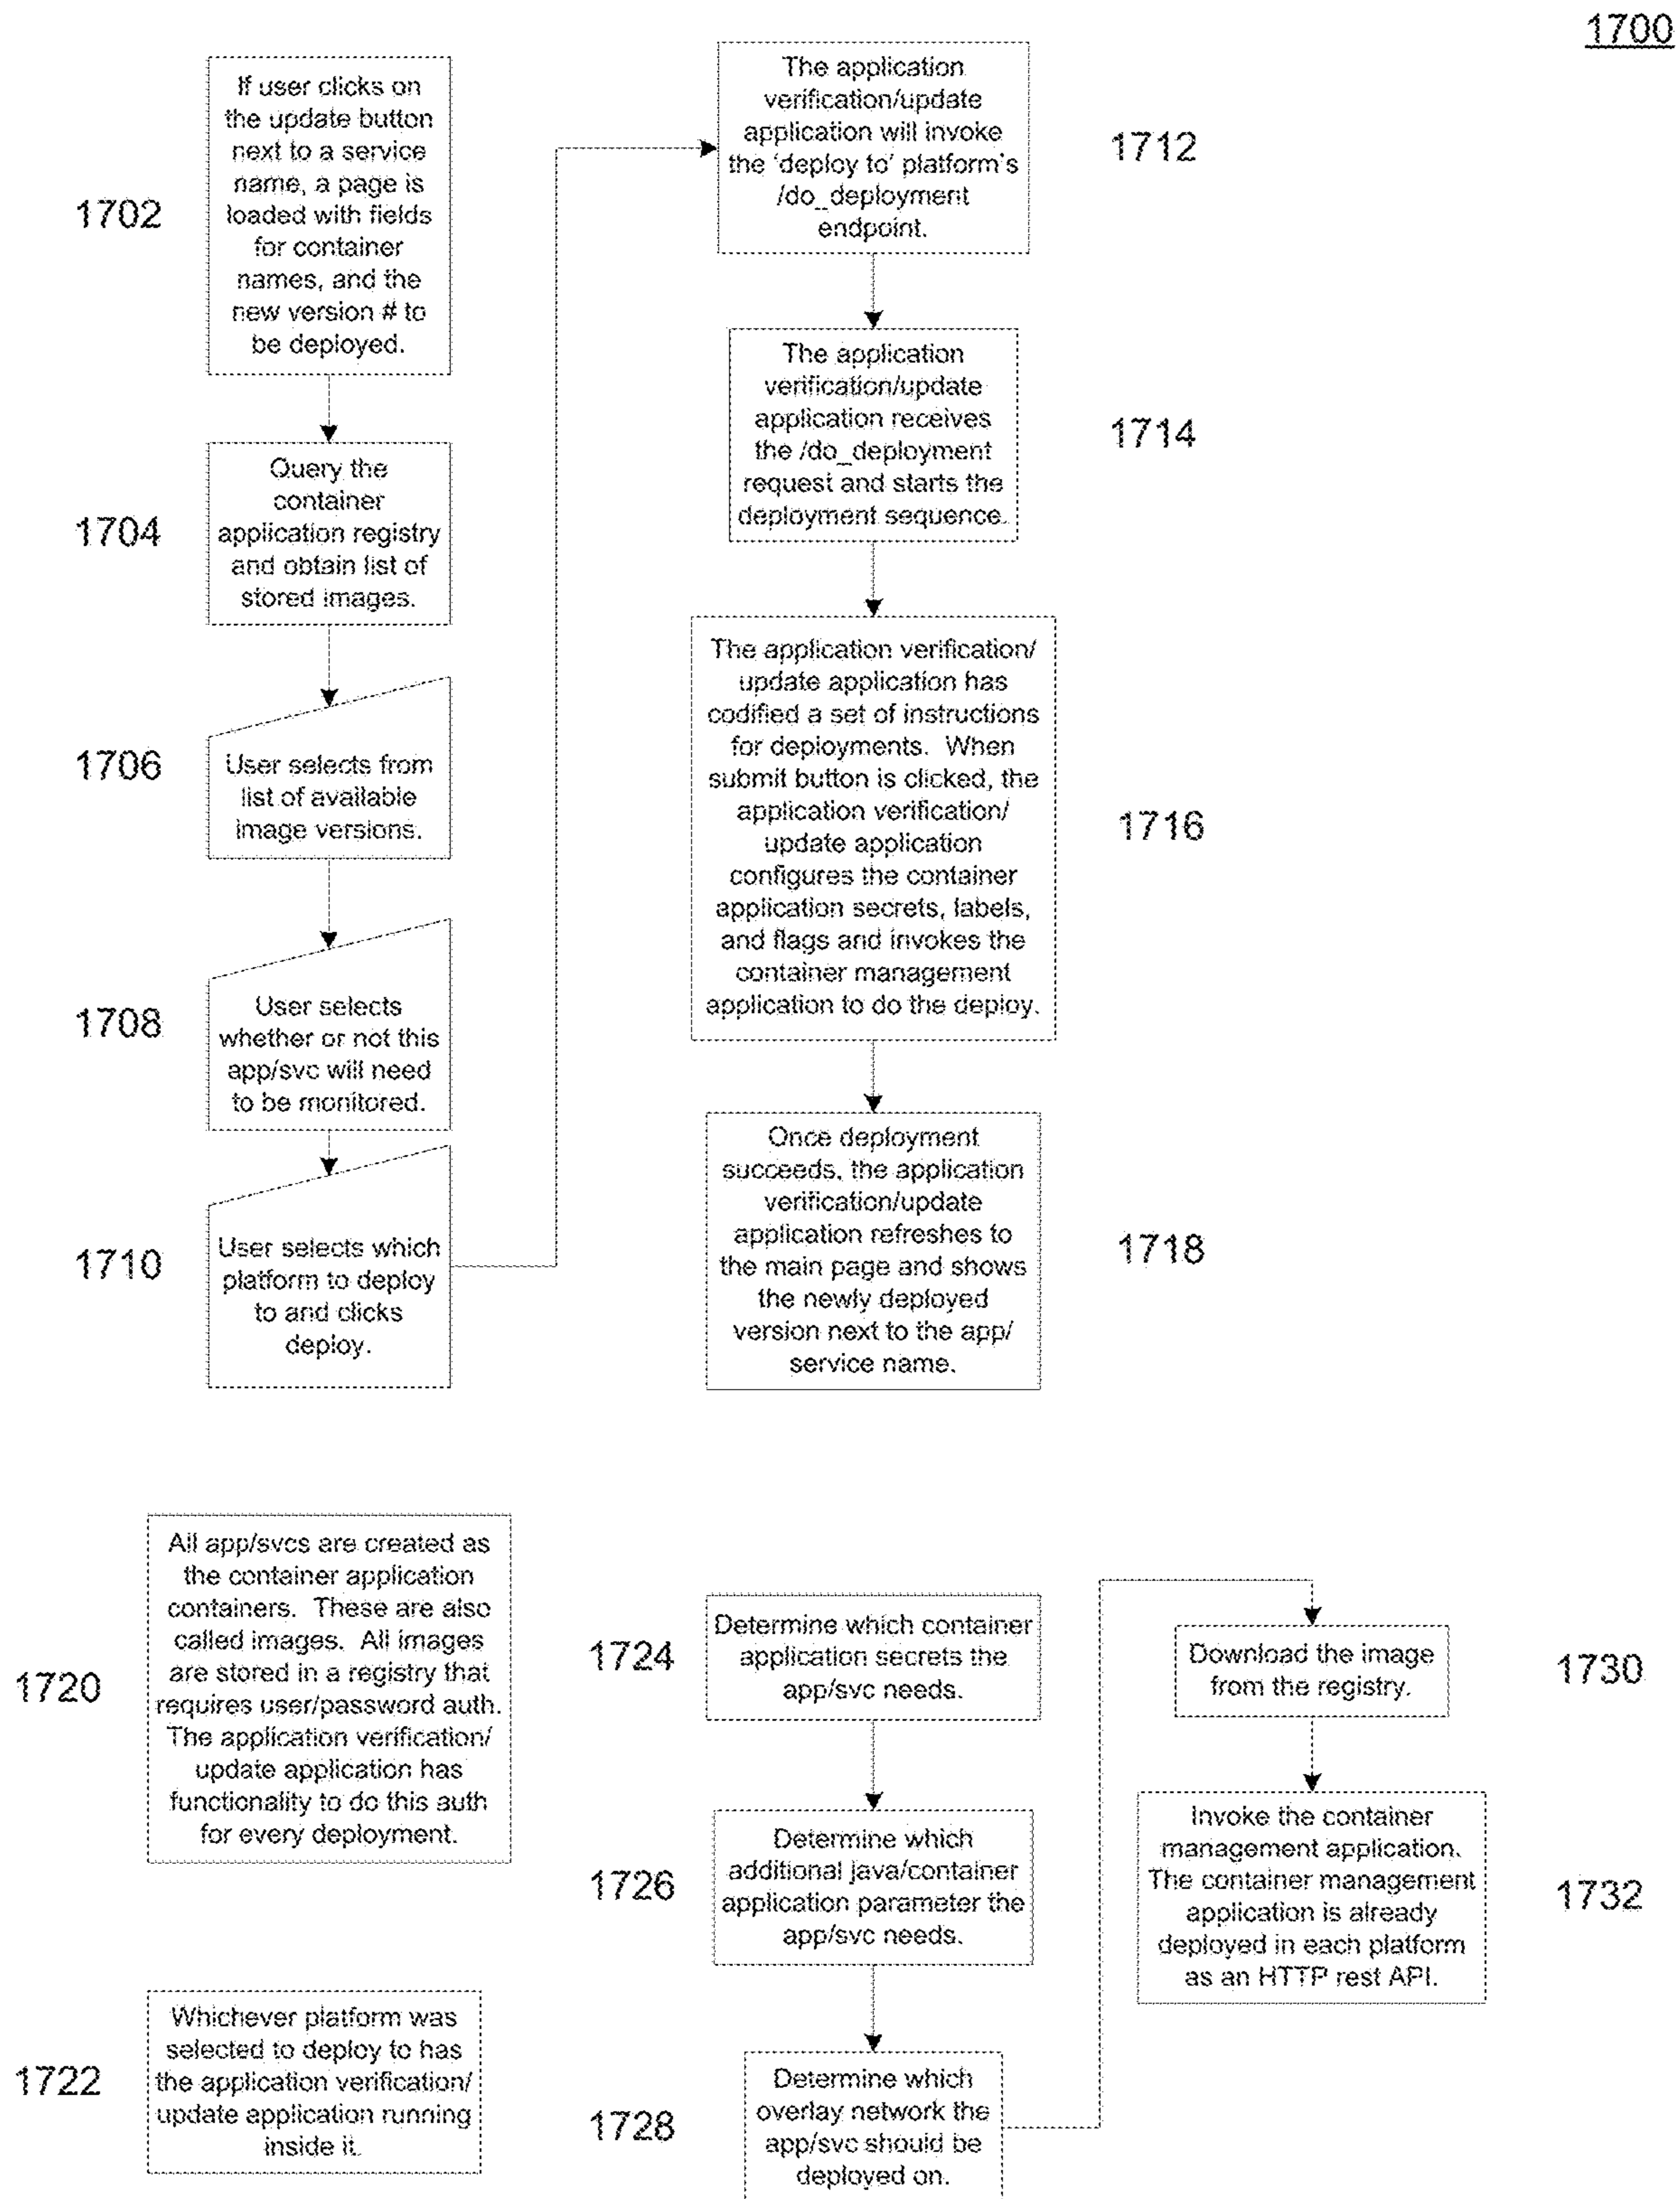 1700
1702
If user clicks on
the update button
next to a service
name, a page is
loaded with fields
for container
names, and the
new version # to
be deployed.
1704
Query the
container
application registry
and obtain list of
stored images.
1706
User selects from
list of available
image versions.
1708
User selects
whether or not this
app/svc will need
to be monitored.
1710
User selects which
platform to deploy
to and clicks
deploy.
The application
verification/update
application will invoke
the ‘deploy to’ platform’s
/do_deployment
endpoint.
1712
The application
verification/update
application receives
the /do_deployment
request and starts the
deployment sequence.
1714
The application verification/
update application has
codified a set of instructions
for deployments. When
submit button is clicked, the
application verification/
update application
configures the container
application secrets, labels,
and flags and invokes the
container management
application to do the deploy.
1716
Once deployment
succeeds, the application
verification/update
application refreshes to
the main page and shows
the newly deployed
version next to the app/
service name.
1718
1720
All app/svcs are created as
the container application
containers. These are also
called images. All images
are stored in a registry that
requires user/password auth.
The application verification/
update application has
functionality to do this auth
for every deployment.
1722
Whichever platform was
selected to deploy to has
the application verification/
update application running
inside it.
1724
Determine which container
application secrets the
app/svc needs.
1726
Determine which
additional java/container
application parameter the
app/svc needs.
1728
Determine which
overlay network the
app/svc should be
deployed on.
Download the image
from the registry.
1730
Invoke the container
management application.
The container management
application is already
deployed in each platform
as an HTTP rest API.
1732